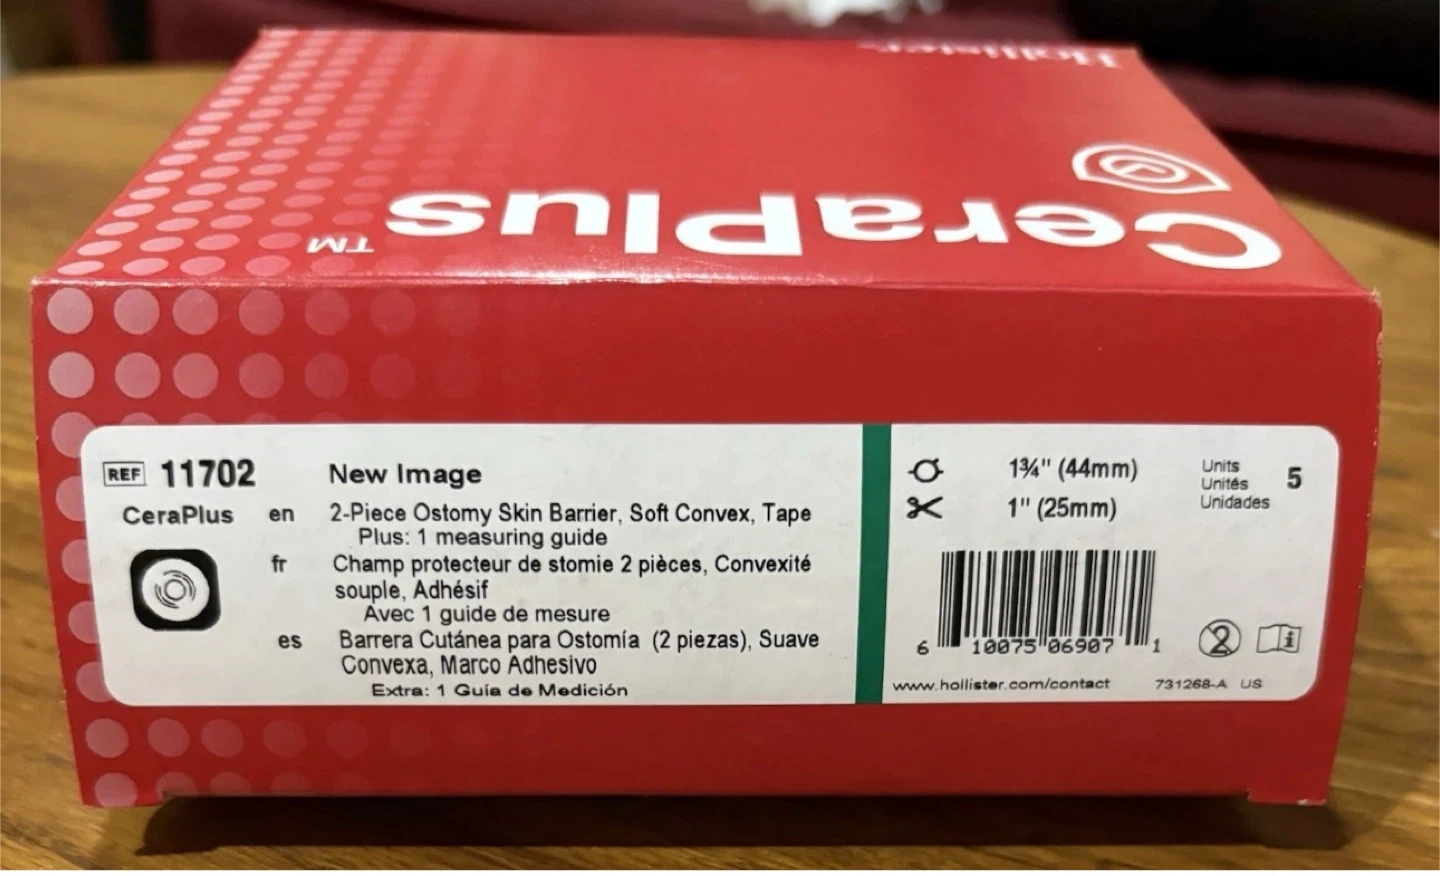 Hollister
CeraPlus™
REF 11702
CeraPlus
New Image
en 2-Piece Ostomy Skin Barrier, Soft Convex, Tape
Plus: 1 measuring guide
fr Champ protecteur de stomie 2 pièces, Convexité
souple, Adhésif
Avec 1 guide de mesure
es Barrera Cutánea para Ostomía (2 piezas), Suave
Convexa, Marco Adhesivo
Extra: 1 Guía de Medición
1¾" (44mm)
1" (25mm)
Units
Unités
Unidades
5
6 10075 06907 1
2
i
www.hollister.com/contact
731268-A US